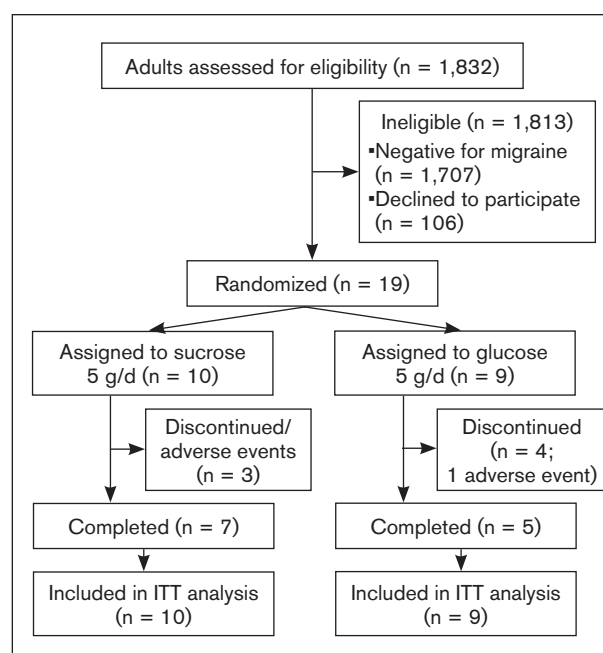 Adults assessed for eligibility (n = 1,832)
Ineligible (n = 1,813)
▪Negative for migraine
(n = 1,707)
▪Declined to participate
(n = 106)
Randomized (n = 19)
Assigned to sucrose
5 g/d (n = 10)
Assigned to glucose
5 g/d (n = 9)
Discontinued/
adverse events
(n = 3)
Discontinued
(n = 4;
1 adverse event)
Completed (n = 7)
Completed (n = 5)
Included in ITT analysis
(n = 10)
Included in ITT analysis
(n = 9)